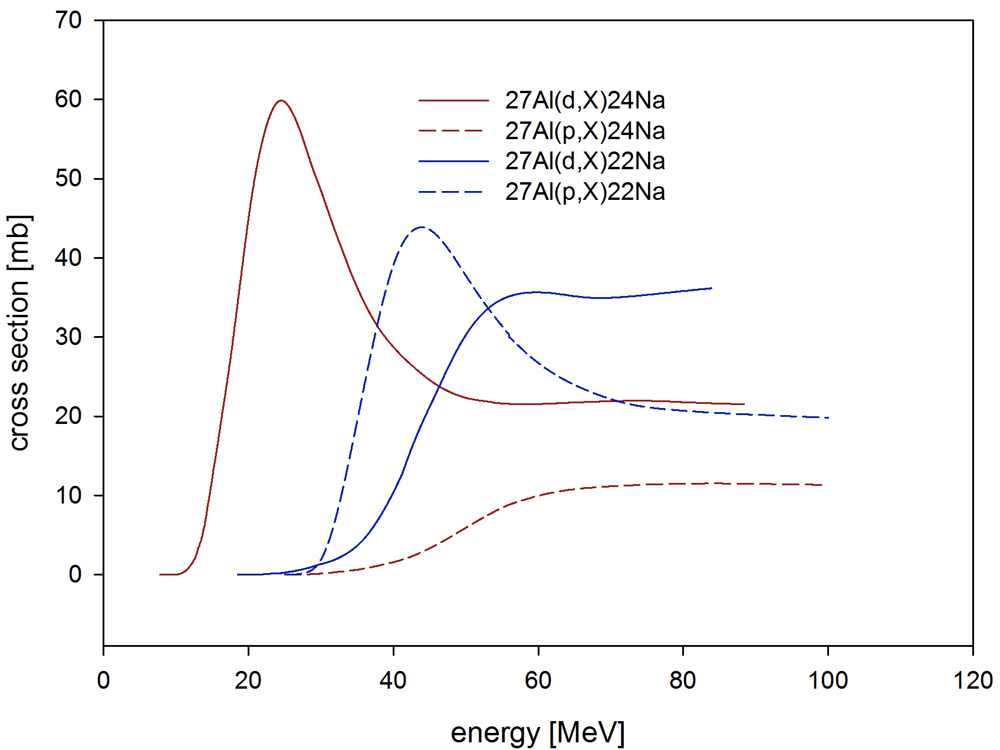 70
60
50
40
30
20
10
0
cross section [mb]
27Al(d,X)24Na
27Al(p,X)24Na
27Al(d,X)22Na
27Al(p,X)22Na
0 20 40 60 80 100 120
energy [MeV]